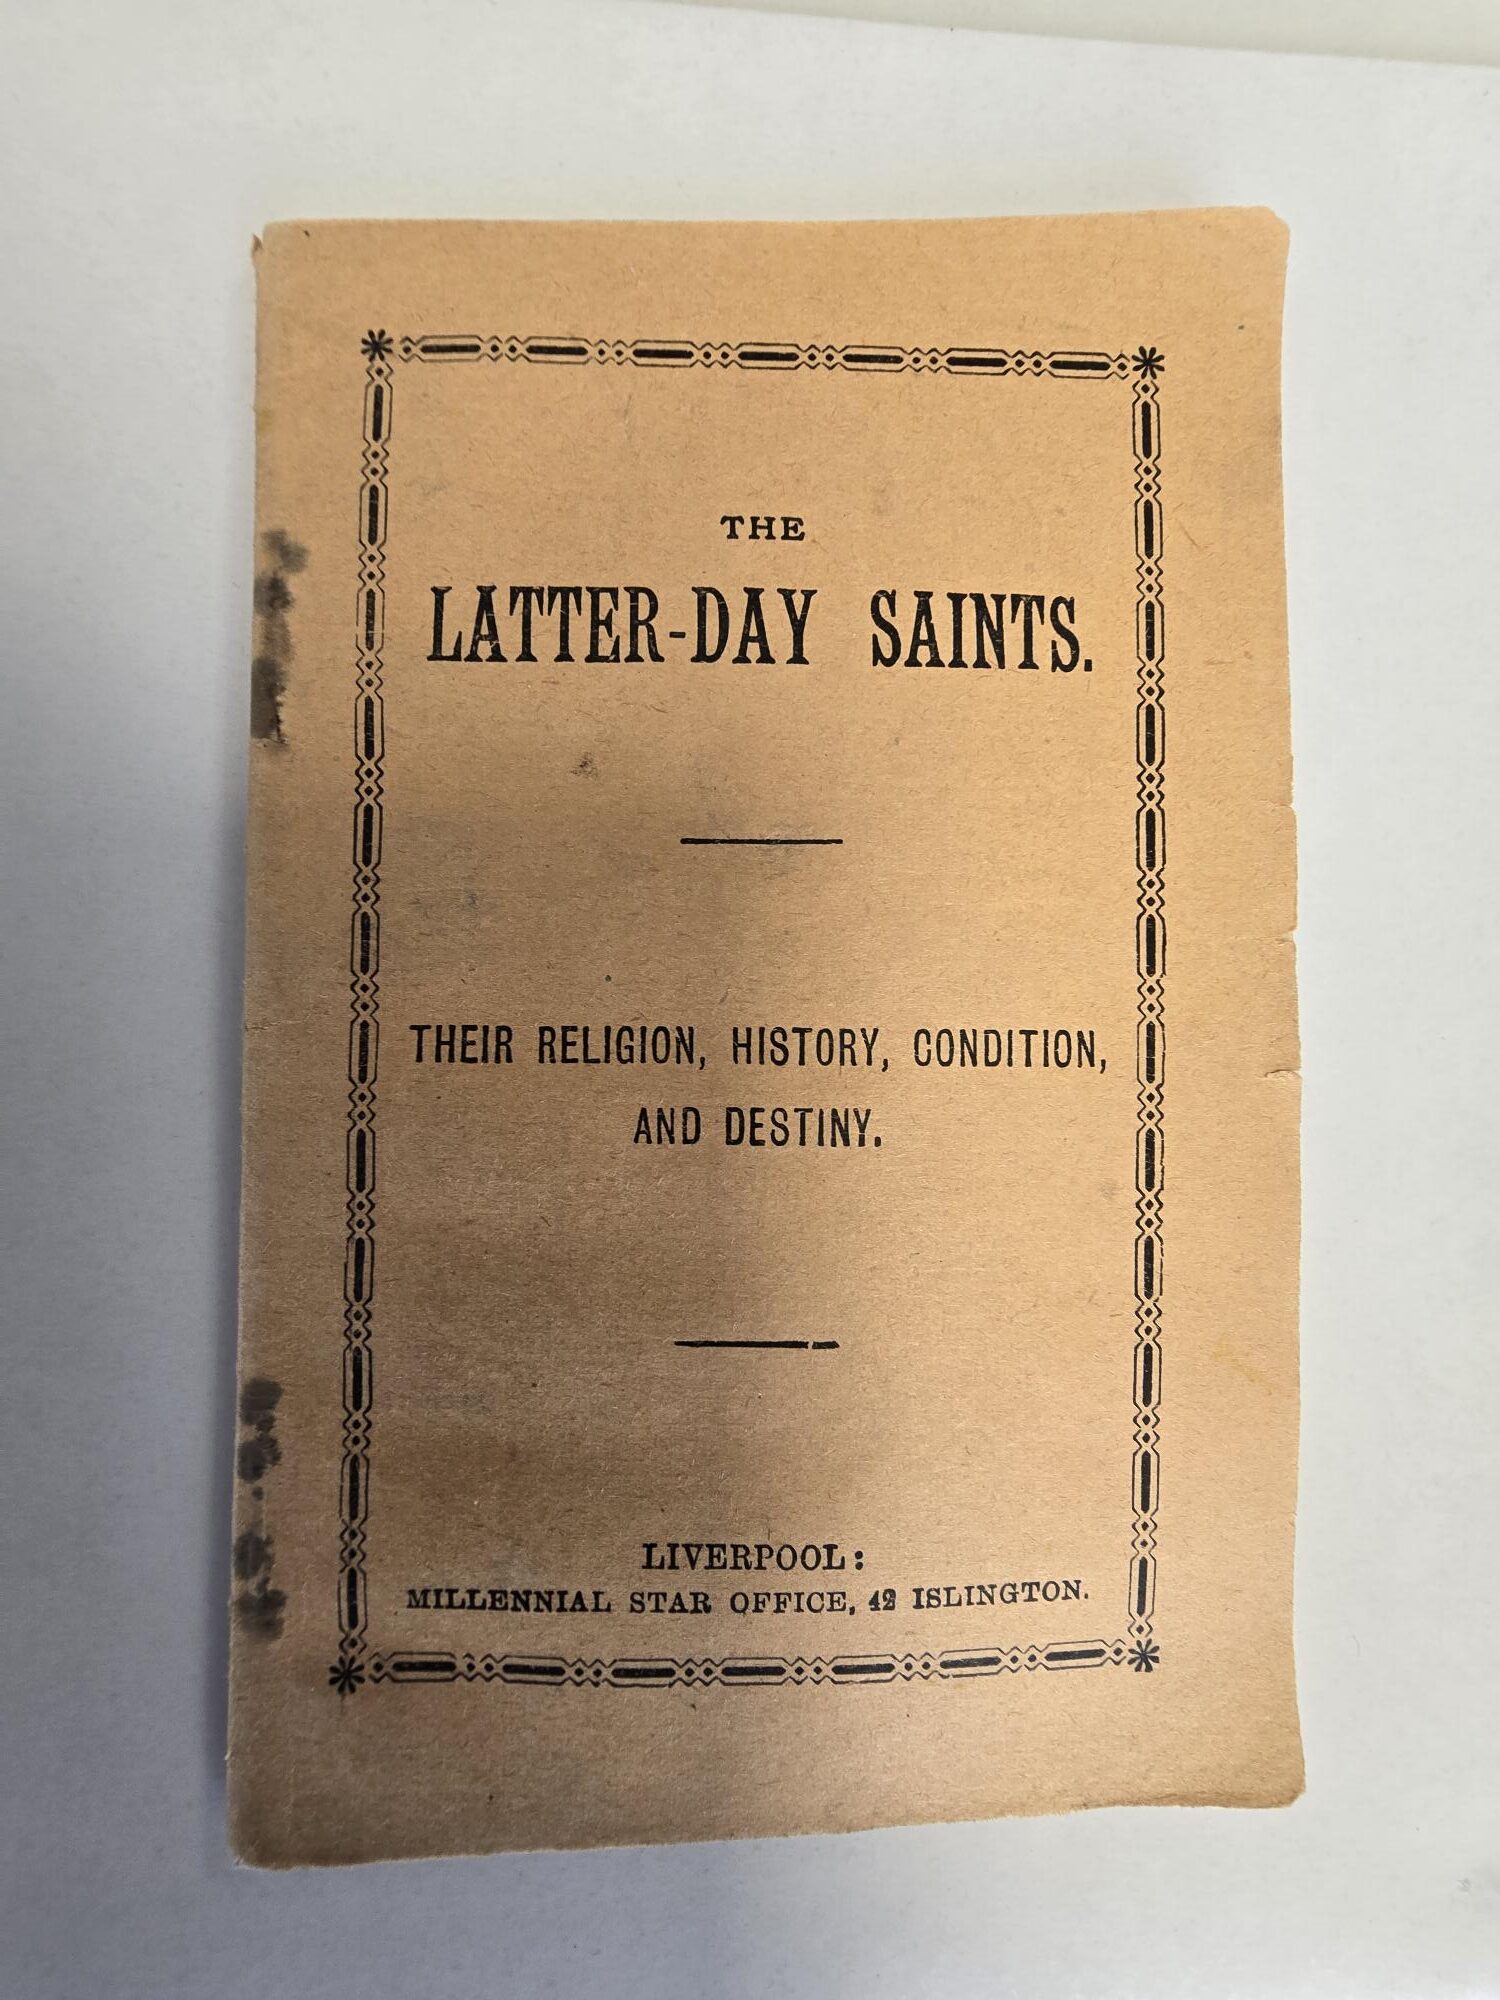 THE
LATTER-DAY SAINTS.
THEIR RELIGION, HISTORY, CONDITION,
AND DESTINY.
LIVERPOOL:
MILLENNIAL STAR OFFICE, 42 ISLINGTON.